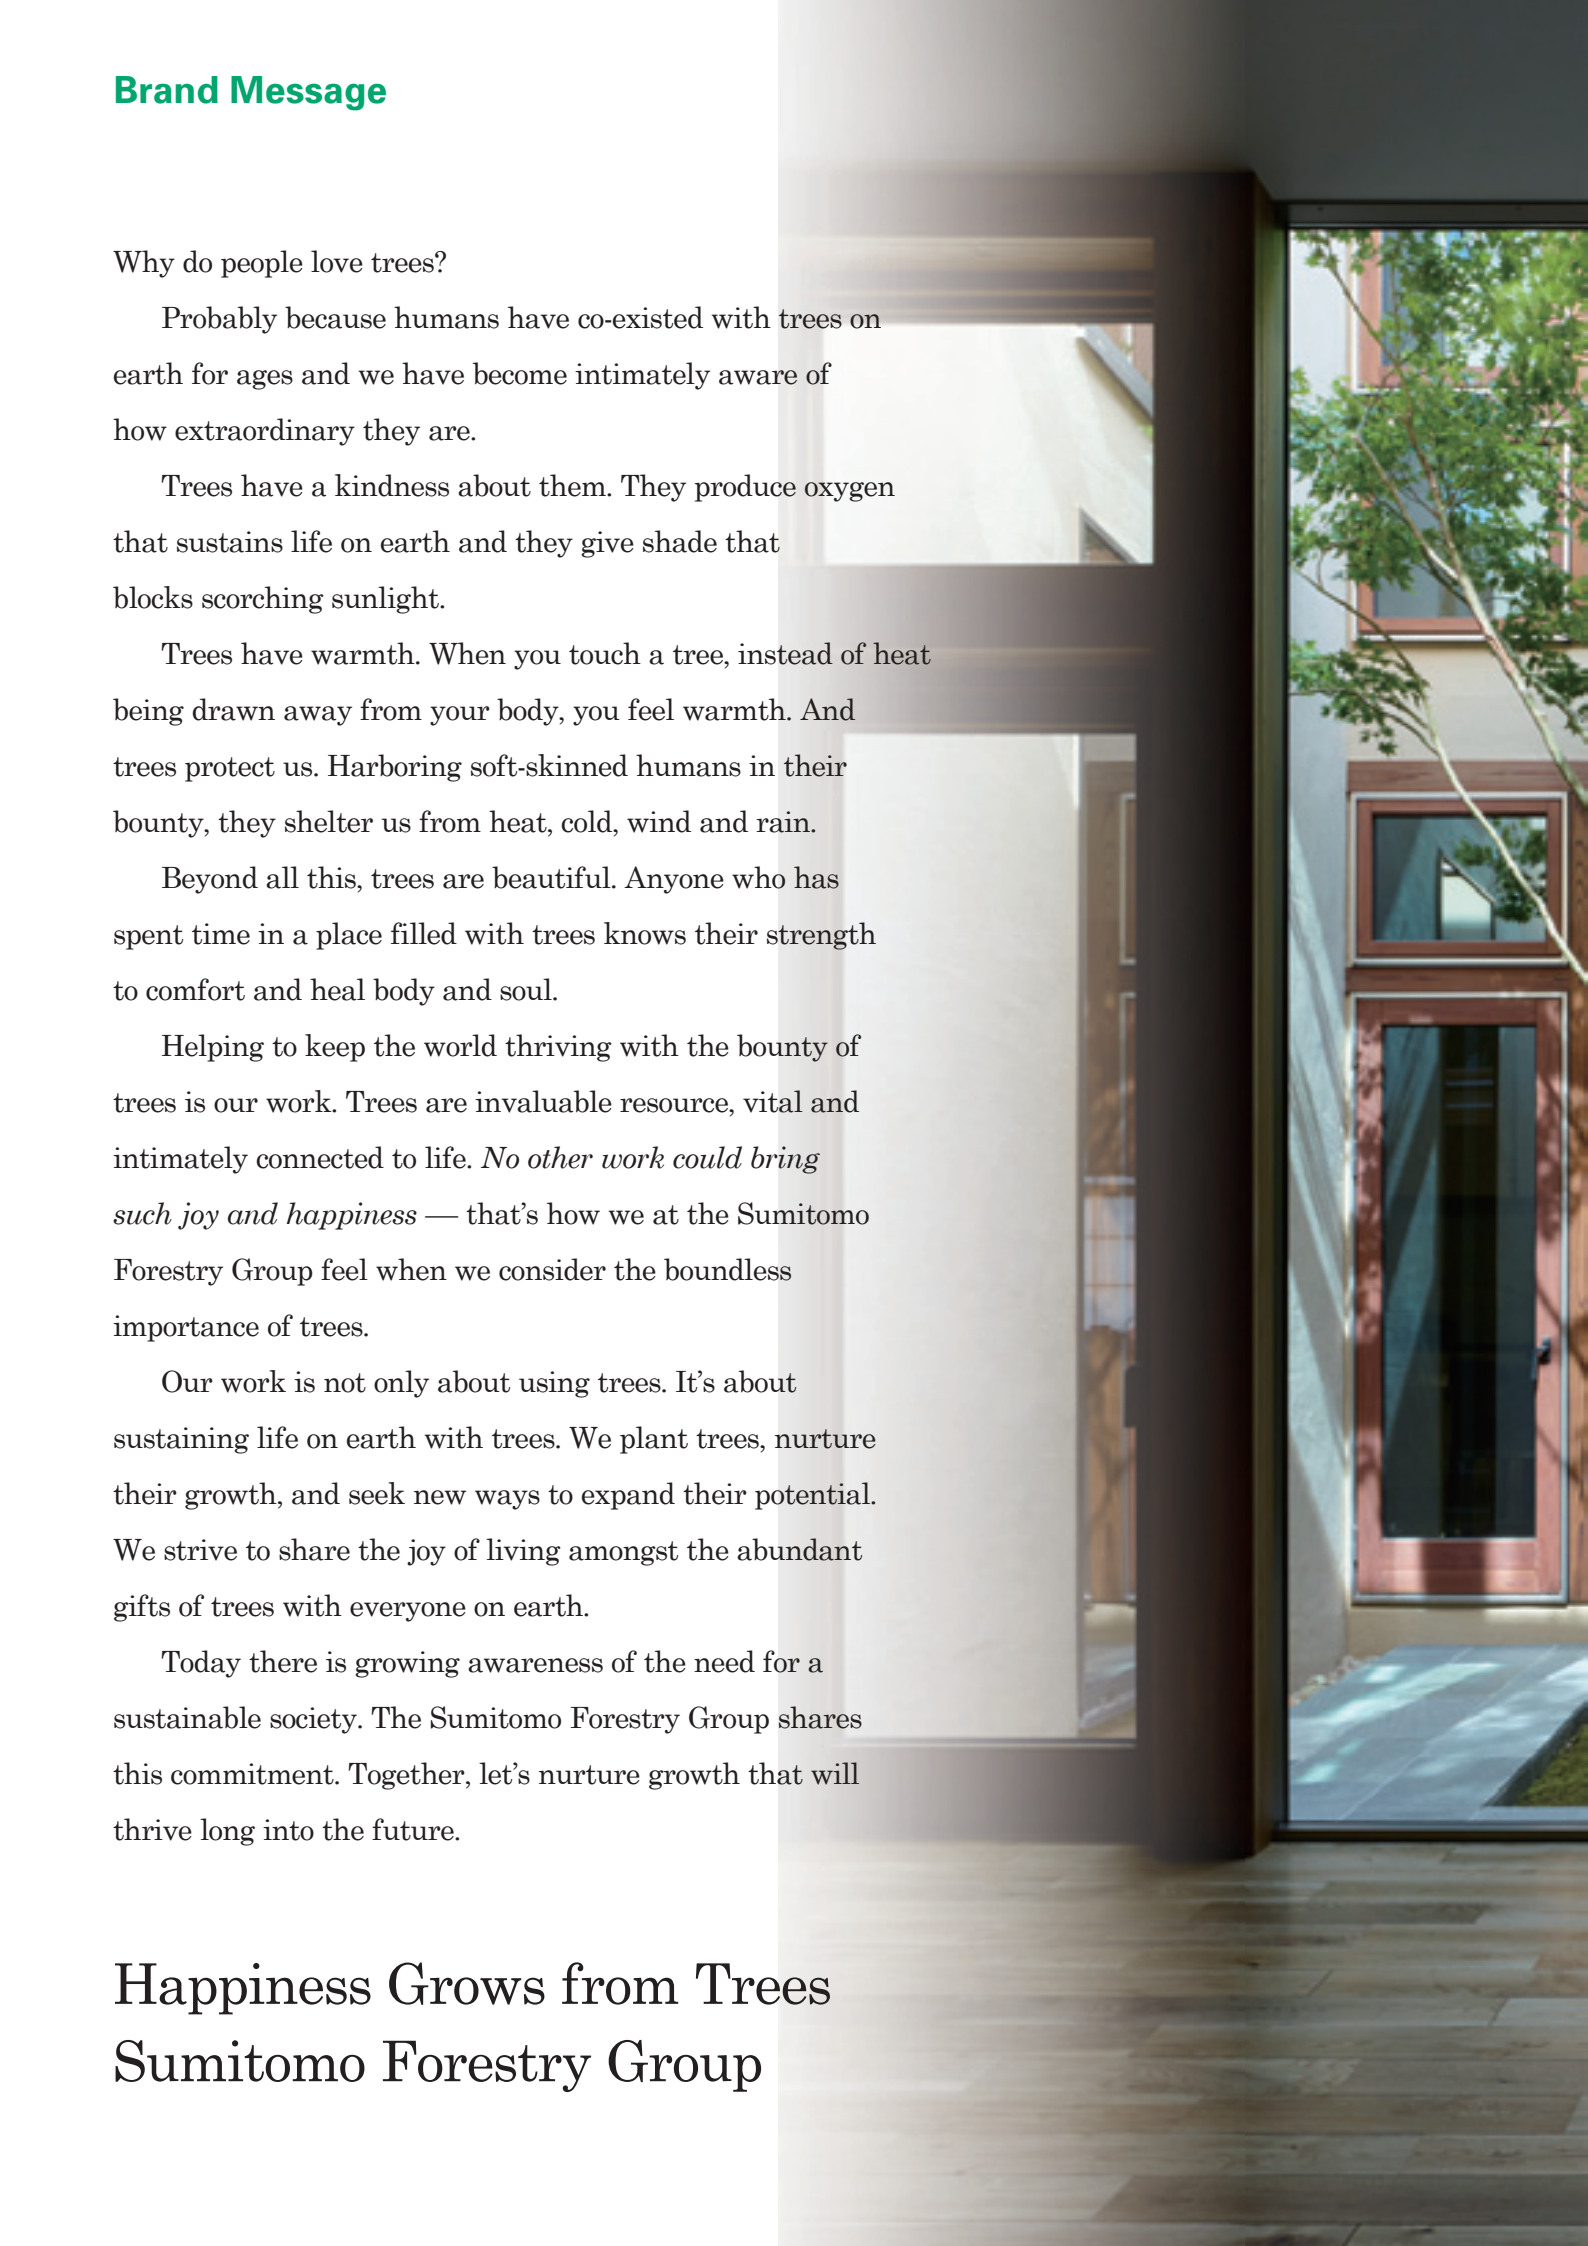 Brand Message
Why do people love trees?
Probably because humans have co-existed with trees on
earth for ages and we have become intimately aware of
how extraordinary they are.
Trees have a kindness about them. They produce oxygen
that sustains life on earth and they give shade that
blocks scorching sunlight.
Trees have warmth. When you touch a tree, instead of heat
being drawn away from your body, you feel warmth. And
trees protect us. Harboring soft-skinned humans in their
bounty, they shelter us from heat, cold, wind and rain.
Beyond all this, trees are beautiful. Anyone who has
spent time in a place filled with trees knows their strength
to comfort and heal body and soul.
Helping to keep the world thriving with the bounty of
trees is our work. Trees are invaluable resource, vital and
intimately connected to life. No other work could bring
such joy and happiness — that’s how we at the Sumitomo
Forestry Group feel when we consider the boundless
importance of trees.
Our work is not only about using trees. It’s about
sustaining life on earth with trees. We plant trees, nurture
their growth, and seek new ways to expand their potential.
We strive to share the joy of living amongst the abundant
gifts of trees with everyone on earth.
Today there is growing awareness of the need for a
sustainable society. The Sumitomo Forestry Group shares
this commitment. Together, let’s nurture growth that will
thrive long into the future.
Happiness Grows from Trees
Sumitomo Forestry Group